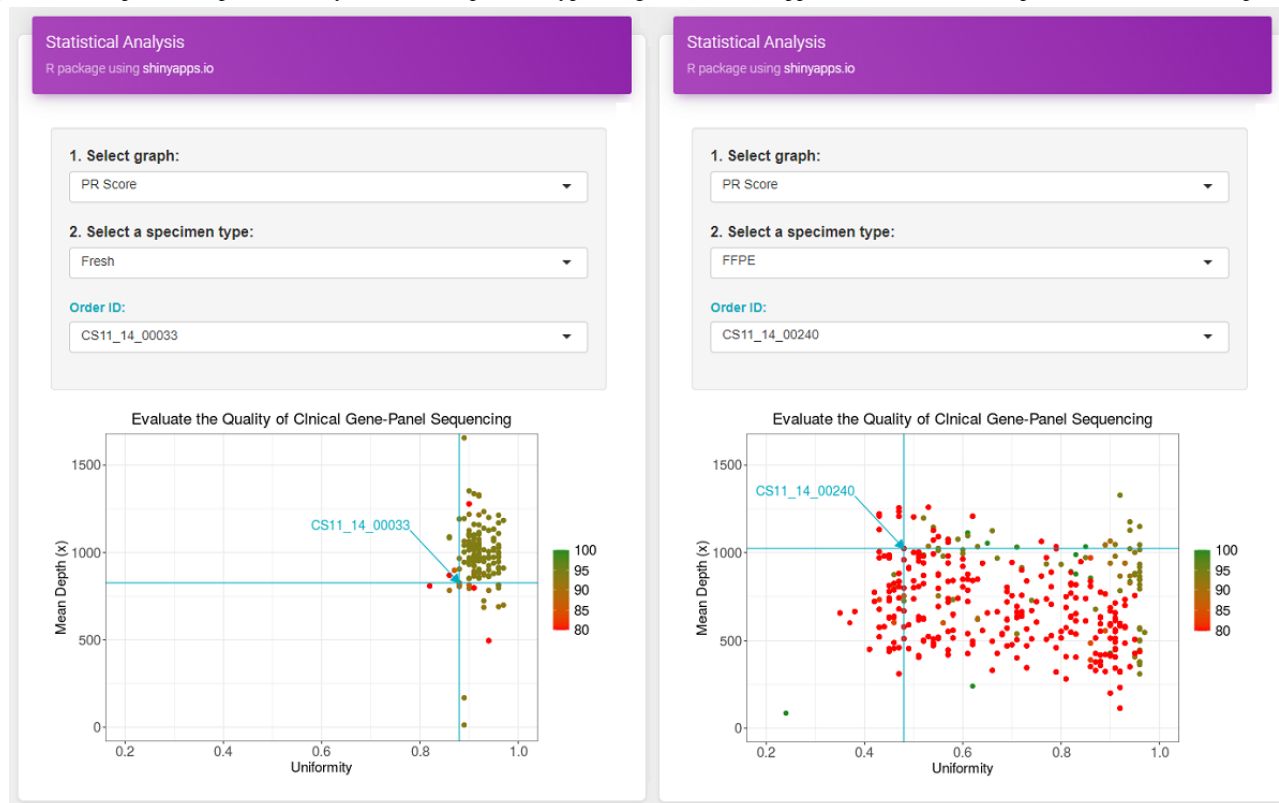 Statistical Analysis
R package using shinyapps.io
1. Select graph:
PR Score
2. Select a specimen type:
Fresh
Order ID:
CS11_14_00033
Evaluate the Quality of Clnical Gene-Panel Sequencing
1500
1000
500
0
Mean Depth (x)
CS11_14_00033
100
95
90
85
80
0.2 0.4 0.6 0.8 1.0
Uniformity
Statistical Analysis
R package using shinyapps.io
1. Select graph:
PR Score
2. Select a specimen type:
FFPE
Order ID:
CS11_14_00240
Evaluate the Quality of Clnical Gene-Panel Sequencing
1500
1000
500
0
Mean Depth (x)
CS11_14_00240
100
95
90
85
80
0.2 0.4 0.6 0.8 1.0
Uniformity